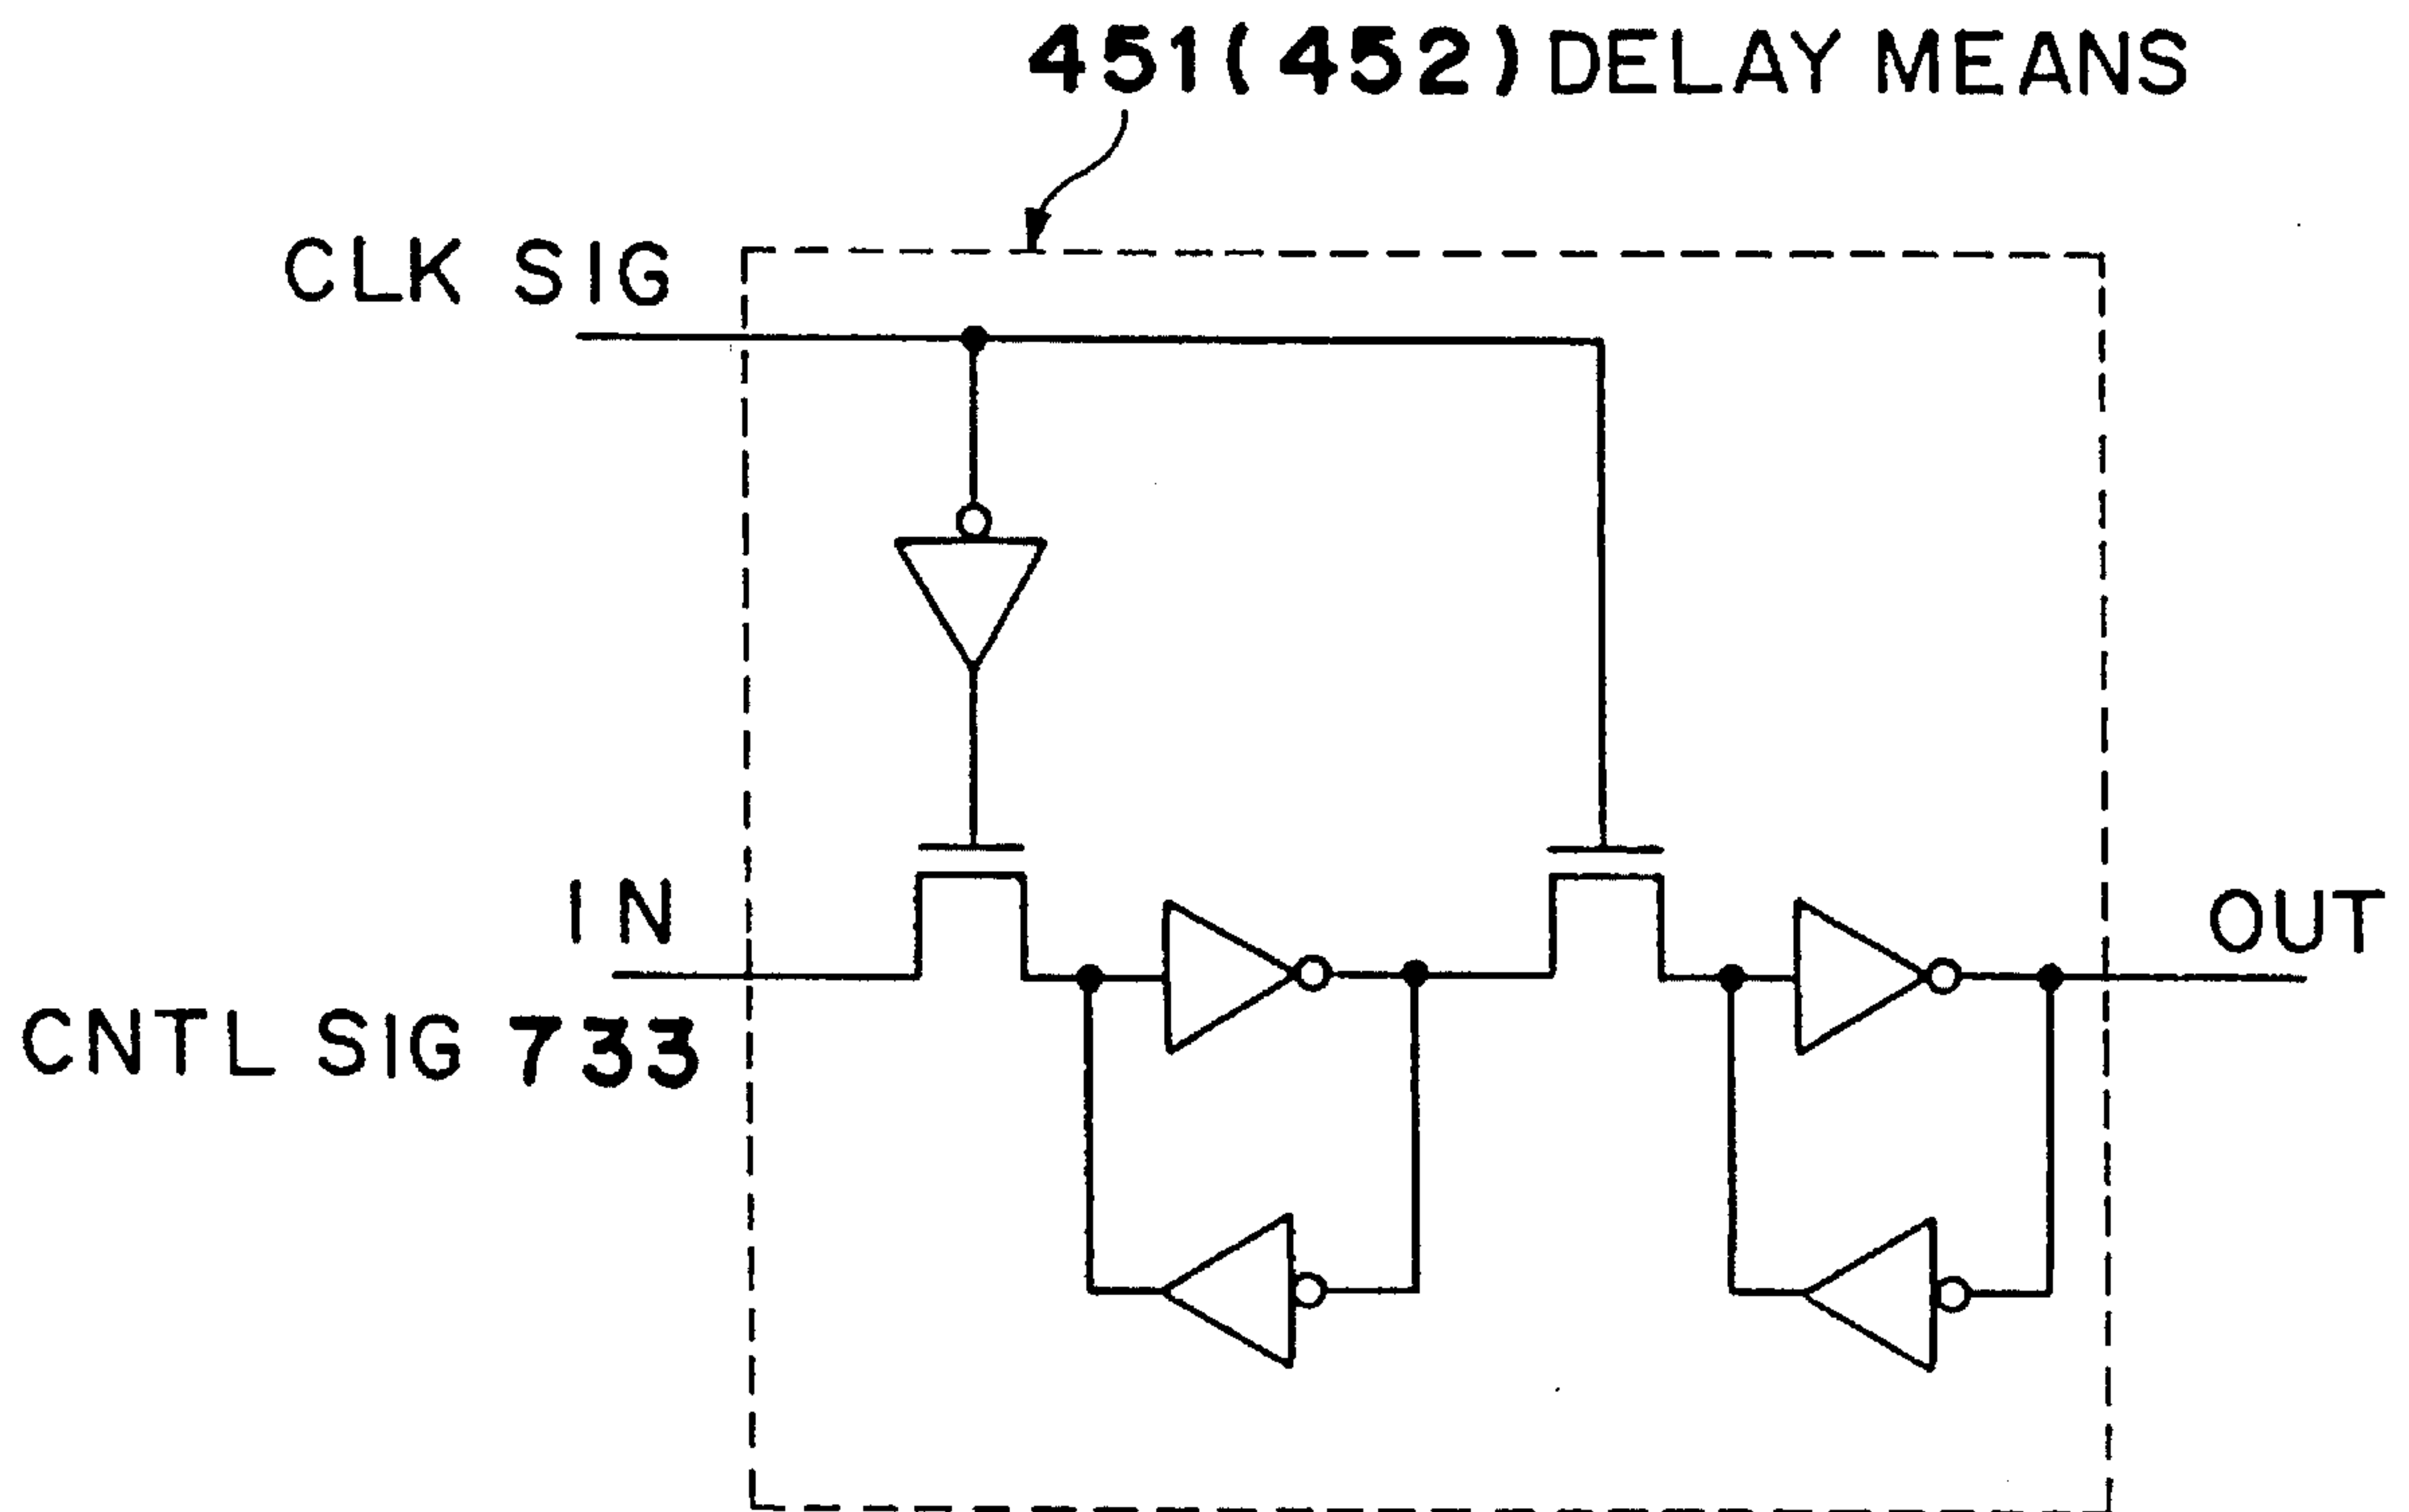 451(452)DELAY MEANS
CLK SIG
IN
OUT
CNTL SIG 733